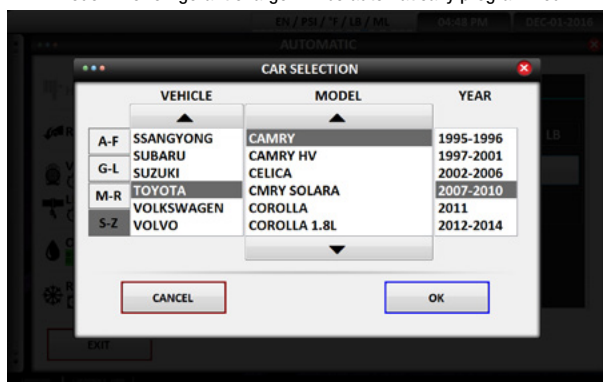 EN / PSI / °F / LB / ML 04:48 PM DEC-01-2016
AUTOMATIC
CAR SELECTION
VEHICLE MODEL YEAR
A-F
G-L
M-R
S-Z
SSANGYONG
SUBARU
SUZUKI
TOYOTA
VOLKSWAGEN
VOLVO
CAMRY
CAMRY HV
CELICA
CMRY SOLARA
COROLLA
COROLLA 1.8L
1995-1996
1997-2001
2002-2006
2007-2010
2011
2012-2014
LB
CANCEL OK
EXIT